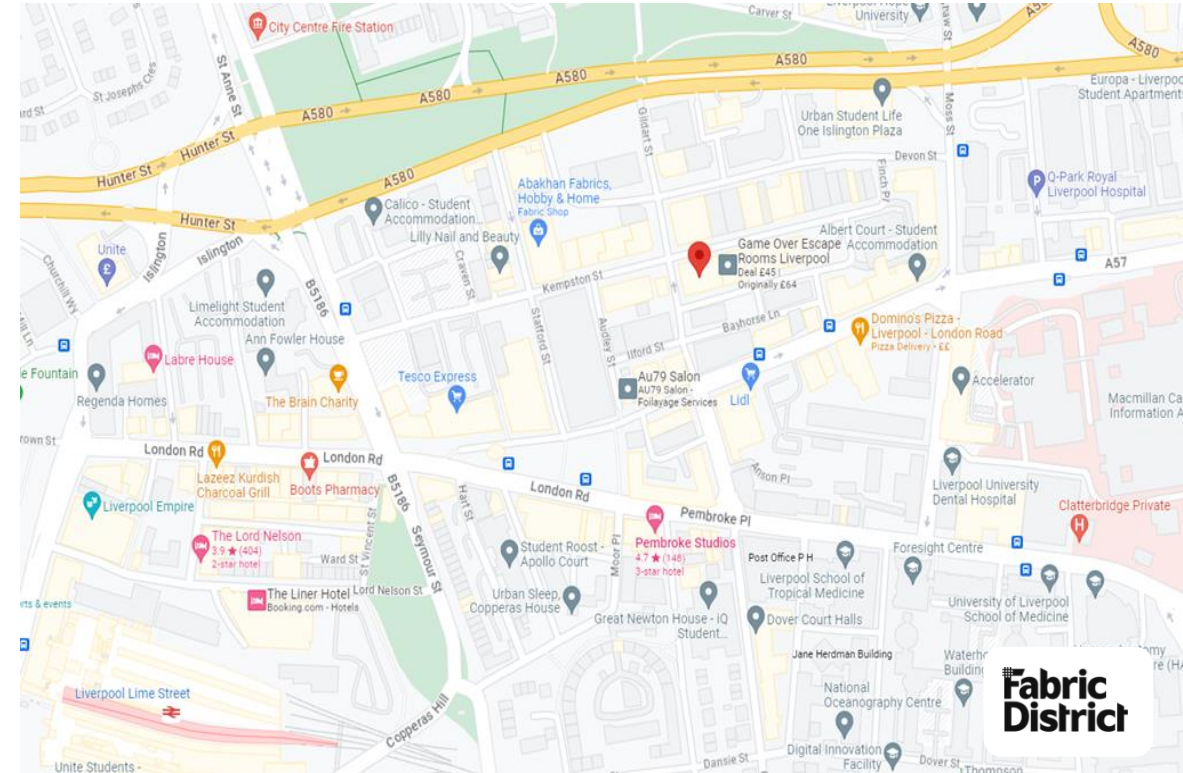 City Centre Fire Station
Carver St
University
A580
A580
A580
A580
A580
A580
St Josephs Cres
St Anne St
Hunter St
Hunter St
Hunter St
Gildart St
Moss St
Europa - Liverpool
Student Apartments
Urban Student Life
One Islington Plaza
Devon St
Finch Pl
Q-Park Royal
Liverpool Hospital
Abakhan Fabrics,
Hobby & Home
Fabric Shop
Calico - Student
Accommodation...
Lilly Nail and Beauty
Albert Court - Student
Accommodation
Game Over Escape
Rooms Liverpool
Deal £45 |
Originally £64
Unite
Islington
Islington
Churchill Wy
B5186
Craven St
Kempston St
Stafford St
Audley St
Bayhorse Ln
Ilford St
A57
Limelight Student
Accommodation
Ann Fowler House
Labre House
Fountain
Regenda Homes
The Brain Charity
Tesco Express
Au79 Salon
AU79 Salon -
Foilayage Services
Lidl
Domino's Pizza -
Liverpool - London Road
Pizza Delivery - ££
Accelerator
Macmillan
Information
London Rd
London Rd
London Rd
Lazeez Kurdish
Charcoal Grill
Boots Pharmacy
B5186
Seymour St
Hart St
Anson Pl
Liverpool University
Dental Hospital
Clatterbridge Private
Liverpool Empire
The Lord Nelson
3.9 ★ (404)
2-star hotel
Ward St
St Vincent St
Lord Nelson St
The Liner Hotel
Booking.com - Hotels
Pembroke Pl
Pembroke Studios
4.7 ★ (148)
3-star hotel
Moor Pl
Student Roost -
Apollo Court
Urban Sleep,
Copperas House
Great Newton House - iQ
Student...
Post Office P H
Liverpool School of
Tropical Medicine
Foresight Centre
University of Liverpool
School of Medicine
Dover Court Halls
Jane Herdman Building
Building
National
Oceanography Centre
Digital Innovation
Facility
Dover St
Thompson
Dansie St
Copperas Hill
& events
Liverpool Lime Street
Unite Students -
Fabric
District